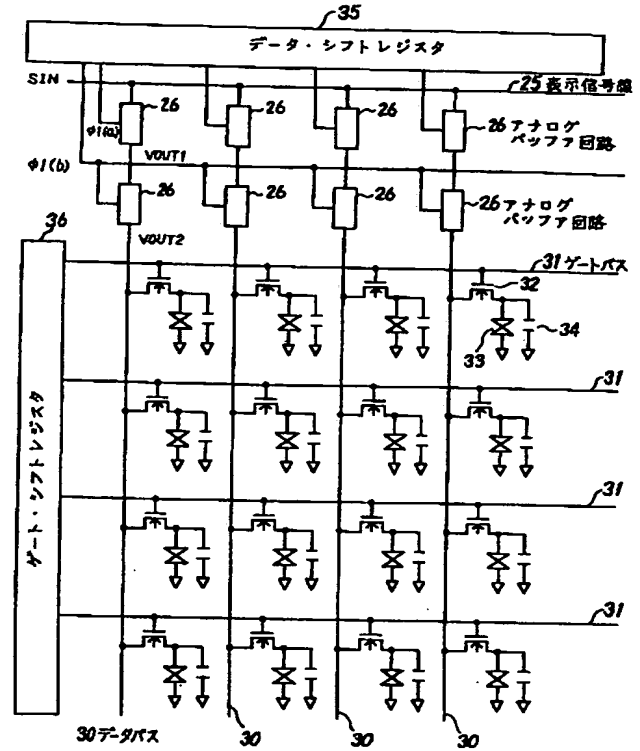 35
データ・シフトレジスタ
SIN
25 表示信号線
26
26
26
26 アナログ
バッファ回路
φ1(a)
VOUT1
φ1(b)
26
26
26
26 アナログ
バッファ回路
36
VOUT2
31 ゲートバス
32
33
34
31
31
31
ゲート・シフトレジスタ
30 データバス
30
30
30